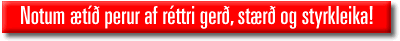 Notum ætíð perur af réttri gerð, stærð og styrkleika!